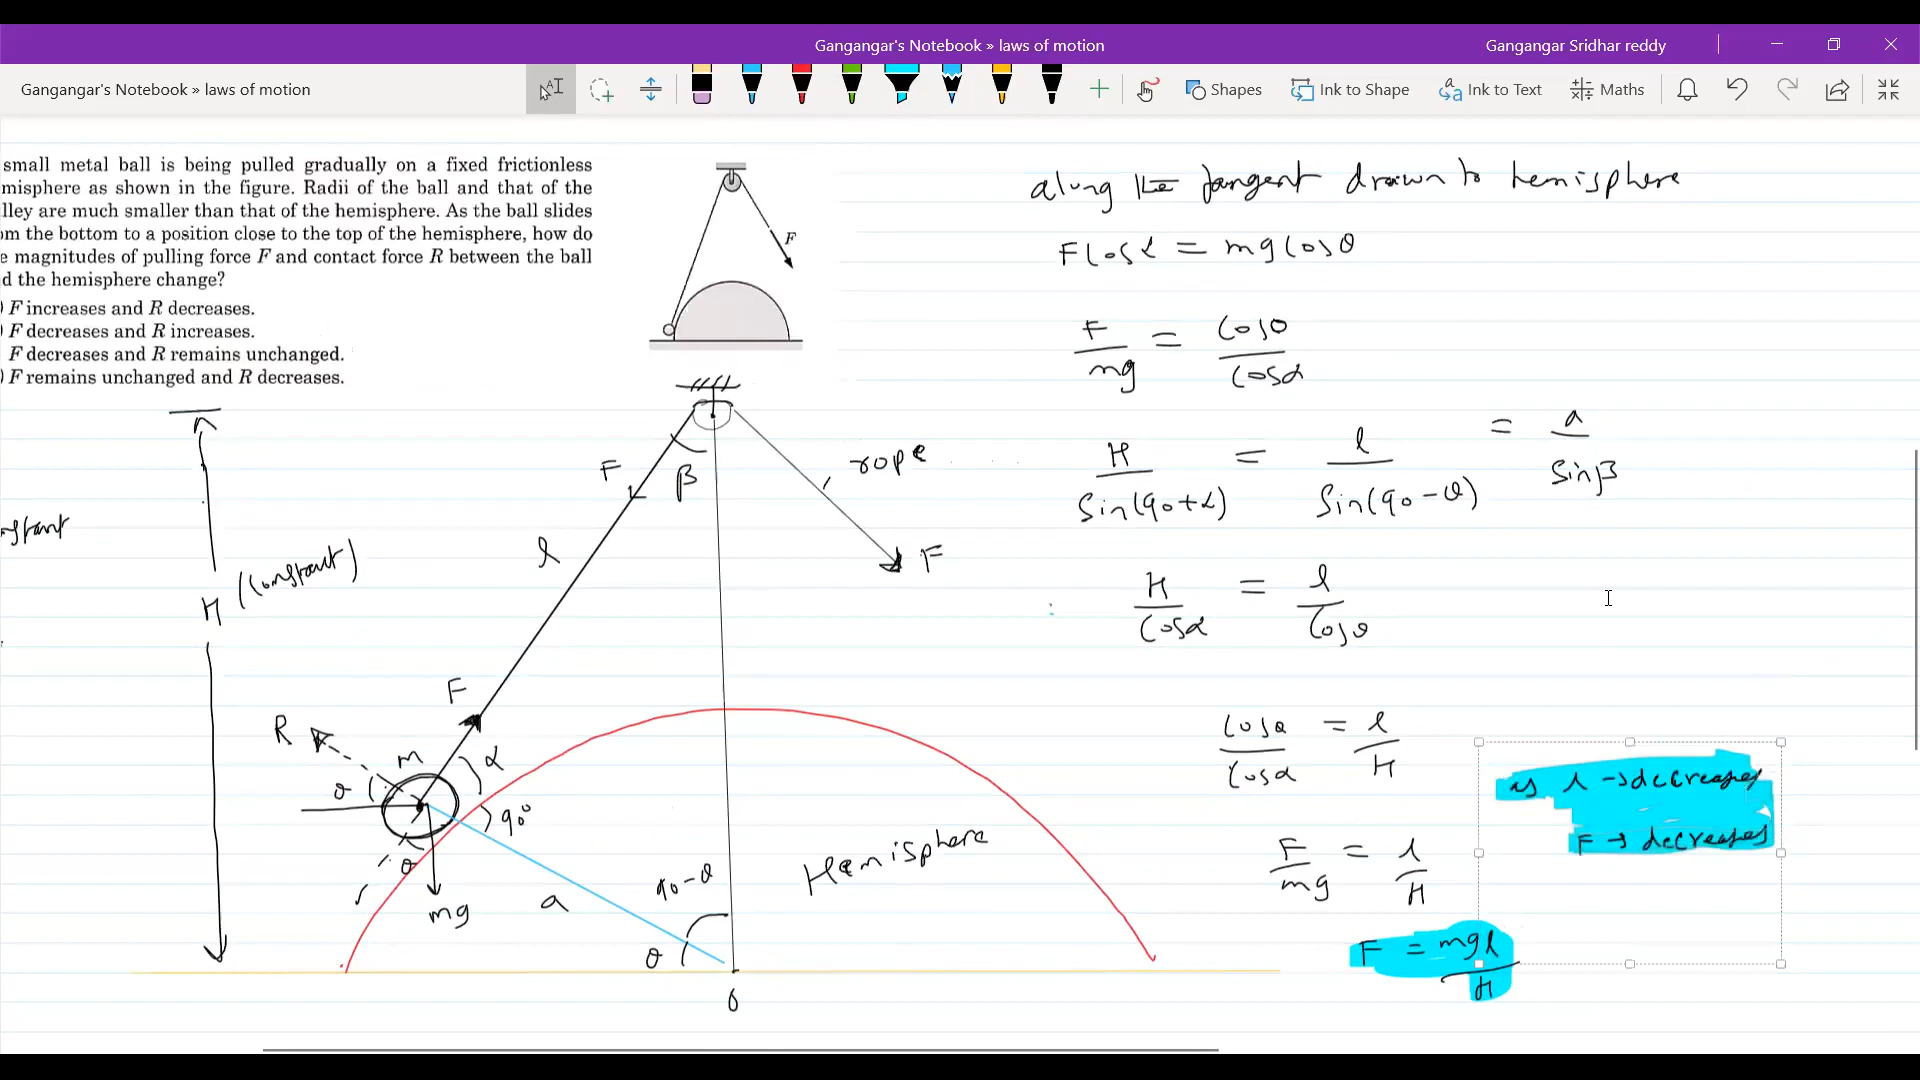 Gangangar's Notebook » laws of motion
Gangangar Sridhar reddy
Gangangar's Notebook » laws of motion
Shapes
Ink to Shape
Ink to Text
Maths
small metal ball is being pulled gradually on a fixed frictionless
misphere as shown in the figure. Radii of the ball and that of the
lley are much smaller than that of the hemisphere. As the ball slides
om the bottom to a position close to the top of the hemisphere, how do
e magnitudes of pulling force F and contact force R between the ball
d the hemisphere change?
) F increases and R decreases.
) F decreases and R increases.
F decreases and R remains unchanged.
) F remains unchanged and R decreases.
F
along the tangent drawn to hemisphere
F cos α = mg cos θ
F/mg = cos θ/cos α
H/sin(90+α) = l/sin(90-θ) = a/sin β
H/cos α = l/cos θ
cos θ/cos α = l/H
F/mg = l/H
F = mgl/H
as l → decreases
F → decreases
nstant
H (constant)
F
β
rope
l
F
F
R
m
α
θ
90°
θ
mg
a
90-θ
θ
Hemisphere
O